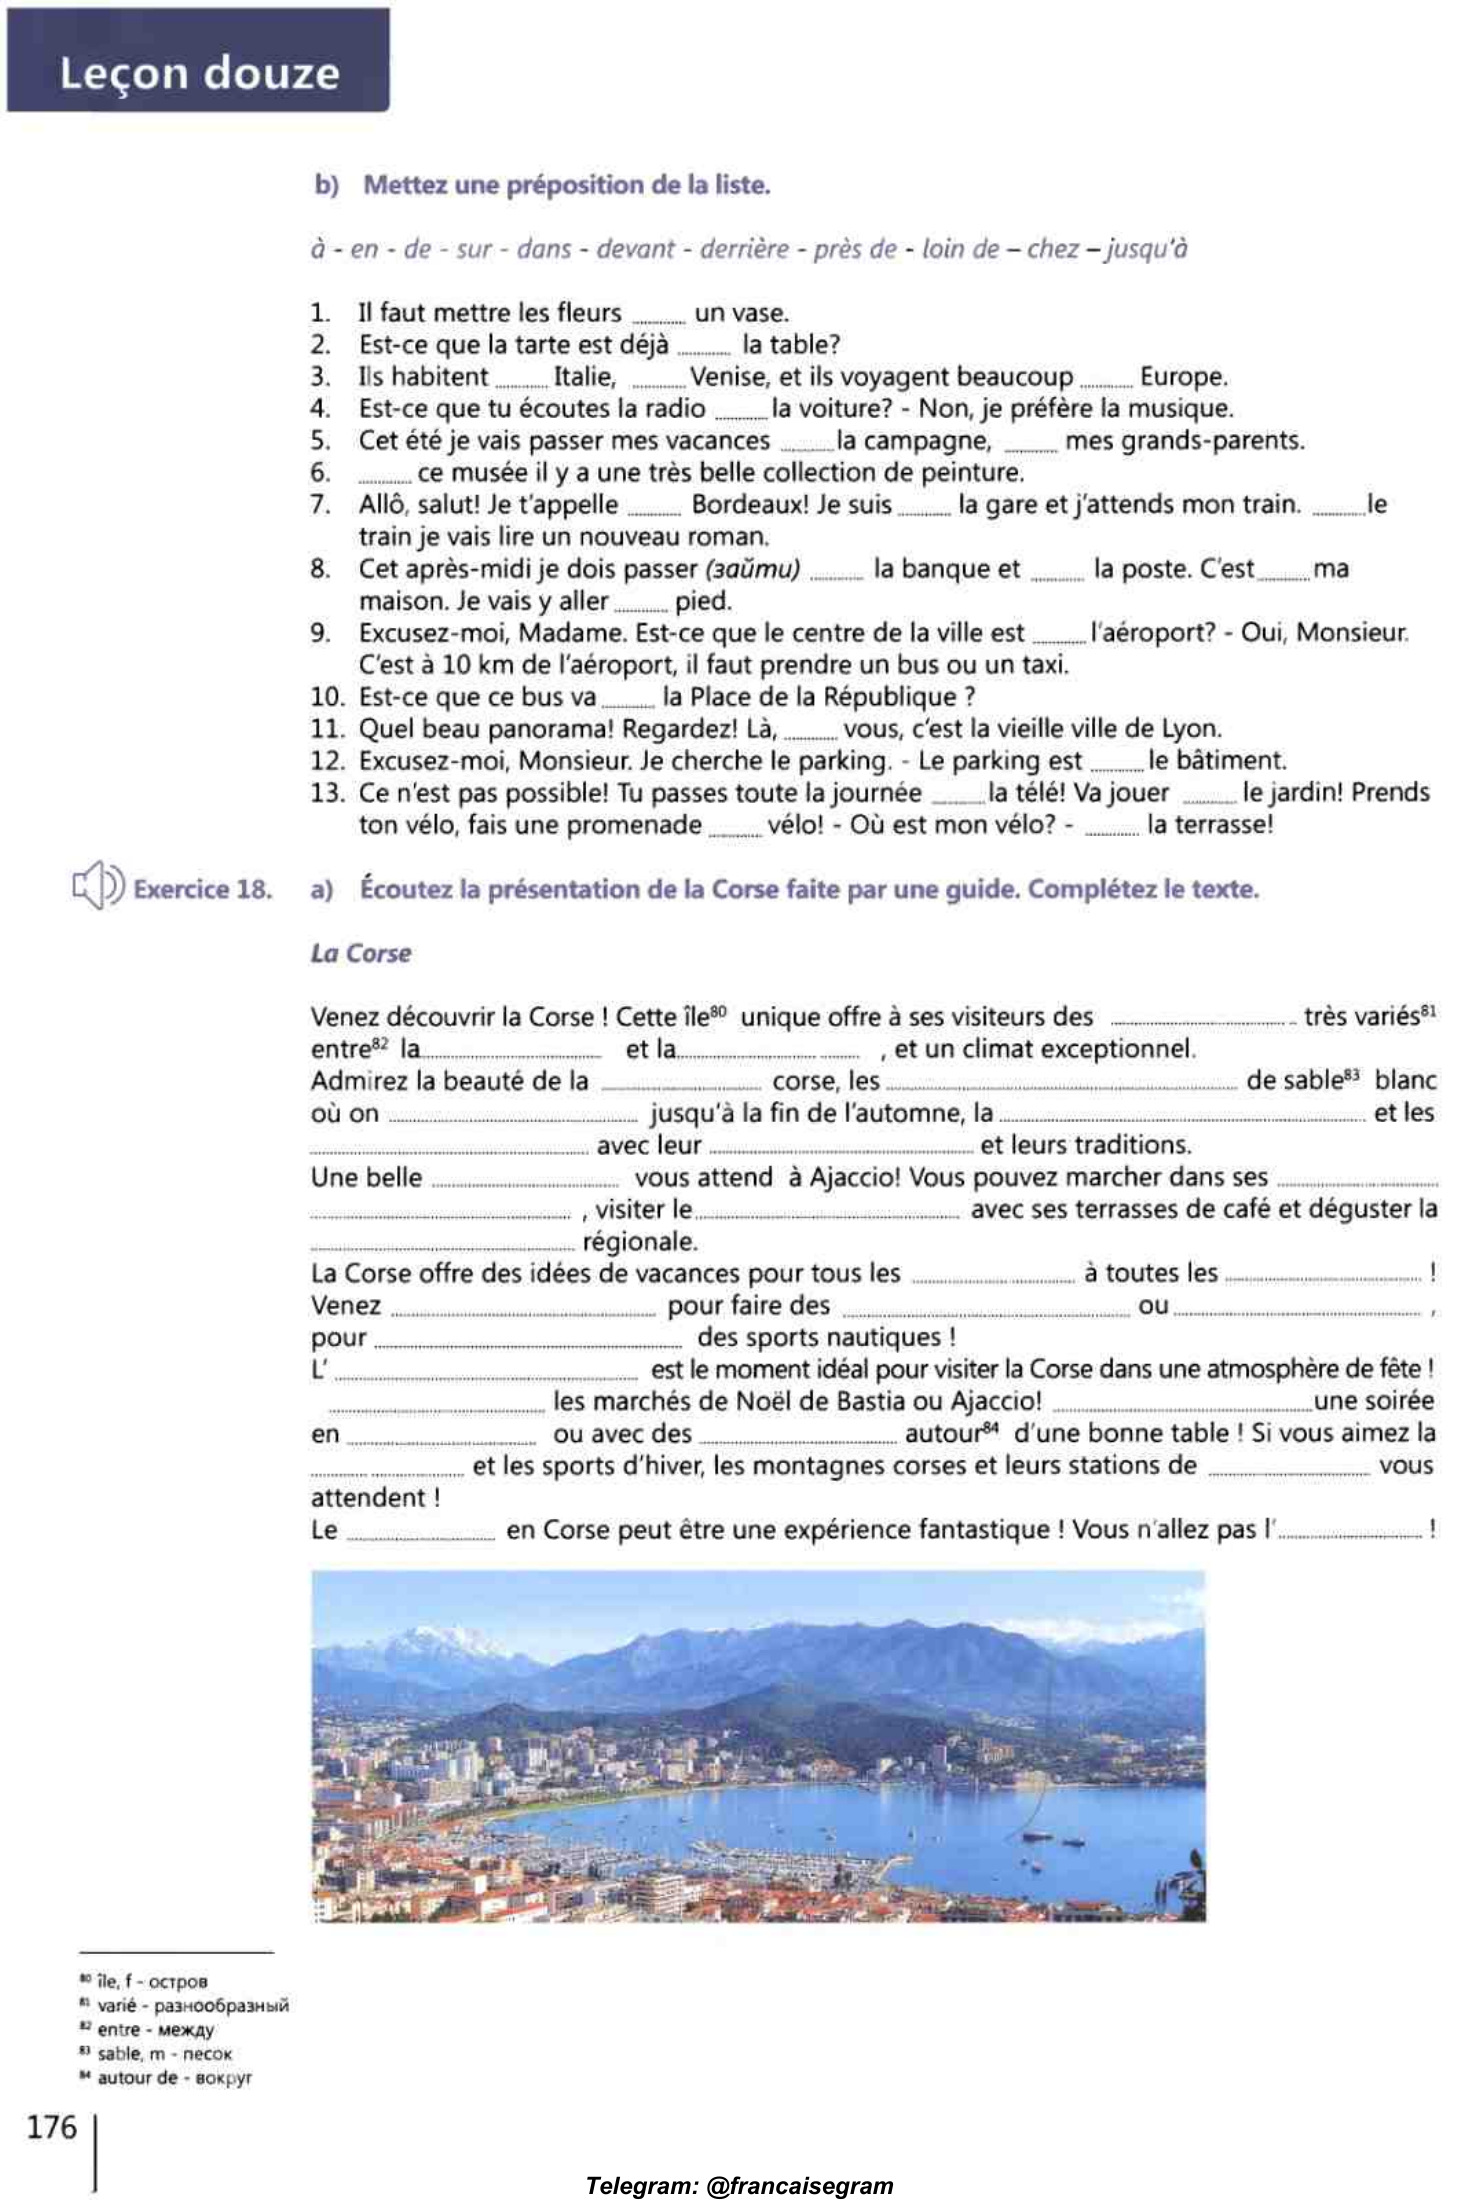 Leçon douze
b) Mettez une préposition de la liste.
à - en - de - sur - dans - devant - derrière - près de - loin de – chez – jusqu'à
1. Il faut mettre les fleurs ............ un vase.
2. Est-ce que la tarte est déjà ............ la table?
3. Ils habitent ............ Italie, ............ Venise, et ils voyagent beaucoup ............ Europe.
4. Est-ce que tu écoutes la radio ............ la voiture? - Non, je préfère la musique.
5. Cet été je vais passer mes vacances ............ la campagne, ............ mes grands-parents.
6. ............ ce musée il y a une très belle collection de peinture.
7. Allô, salut! Je t'appelle ............ Bordeaux! Je suis ............ la gare et j'attends mon train. ............ le
train je vais lire un nouveau roman.
8. Cet après-midi je dois passer (зайти) ............ la banque et ............ la poste. C'est ............ ma
maison. Je vais y aller ............ pied.
9. Excusez-moi, Madame. Est-ce que le centre de la ville est ............ l'aéroport? - Oui, Monsieur.
C'est à 10 km de l'aéroport, il faut prendre un bus ou un taxi.
10. Est-ce que ce bus va ............ la Place de la République ?
11. Quel beau panorama! Regardez! Là, ............ vous, c'est la vieille ville de Lyon.
12. Excusez-moi, Monsieur. Je cherche le parking. - Le parking est ............ le bâtiment.
13. Ce n'est pas possible! Tu passes toute la journée ............ la télé! Va jouer ............ le jardin! Prends
ton vélo, fais une promenade ............ vélo! - Où est mon vélo? - ............ la terrasse!
Exercice 18. a) Écoutez la présentation de la Corse faite par une guide. Complétez le texte.
La Corse
Venez découvrir la Corse ! Cette île⁸⁰ unique offre à ses visiteurs des ............ très variés⁸¹
entre⁸² la ............ et la ............ , et un climat exceptionnel.
Admirez la beauté de la ............ corse, les ............ de sable⁸³ blanc
où on ............ jusqu'à la fin de l'automne, la ............ et les
............ avec leur ............ et leurs traditions.
Une belle ............ vous attend à Ajaccio! Vous pouvez marcher dans ses ............
............ , visiter le ............ avec ses terrasses de café et déguster la
............ régionale.
La Corse offre des idées de vacances pour tous les ............ à toutes les ............ !
Venez ............ pour faire des ............ ou ............ ,
pour ............ des sports nautiques !
L' ............ est le moment idéal pour visiter la Corse dans une atmosphère de fête !
............ les marchés de Noël de Bastia ou Ajaccio! ............ une soirée
en ............ ou avec des ............ autour⁸⁴ d'une bonne table ! Si vous aimez la
............ et les sports d'hiver, les montagnes corses et leurs stations de ............ vous
attendent !
Le ............ en Corse peut être une expérience fantastique ! Vous n'allez pas l' ............ !
⁸⁰ île, f - остров
⁸¹ varié - разнообразный
⁸² entre - между
⁸³ sable, m - песок
⁸⁴ autour de - вокруг
176
Telegram: @francaisegram